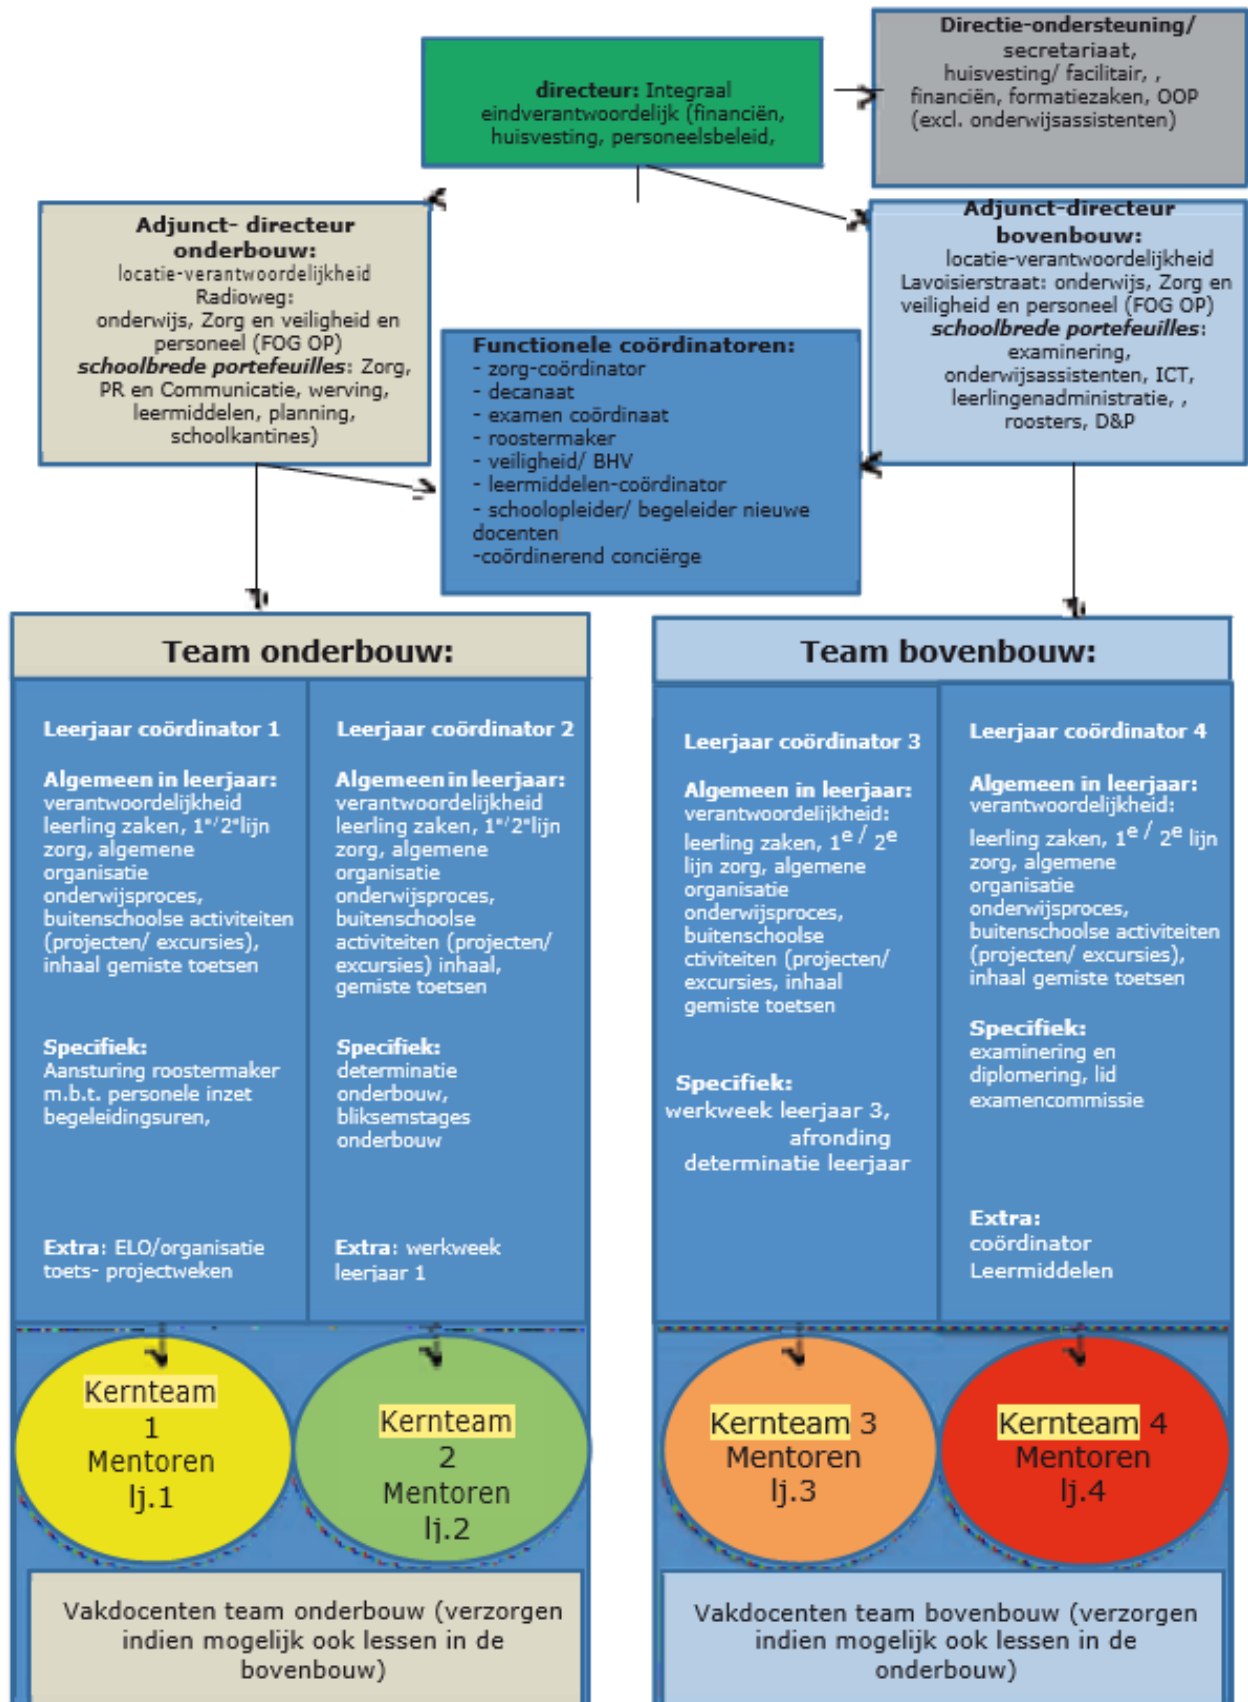 Directie-ondersteuning/
secretariaat,
huisvesting/ facilitair, ,
financiën, formatiezaken, OOP
(excl. onderwijsassistenten)
directeur: Integraal
eindverantwoordelijk (financiën,
huisvesting, personeelsbeleid,
Adjunct- directeur
onderbouw:
locatie-verantwoordelijkheid
Radioweg:
onderwijs, Zorg en veiligheid en
personeel (FOG OP)
schoolbrede portefeuilles: Zorg,
PR en Communicatie, werving,
leermiddelen, planning,
schoolkantines)
Adjunct-directeur
bovenbouw:
locatie-verantwoordelijkheid
Lavoisierstraat: onderwijs, Zorg en
veiligheid en personeel (FOG OP)
schoolbrede portefeuilles:
examinering,
onderwijsassistenten, ICT,
leerlingenadministratie, ,
roosters, D&P
Functionele coördinatoren:
- zorg-coördinator
- decanaat
- examen coördinaat
- roostermaker
- veiligheid/ BHV
- leermiddelen-coördinator
- schoolopleider/ begeleider nieuwe
docenten
-coördinerend conciërge
Team onderbouw:
Leerjaar coördinator 1
Algemeen in leerjaar:
verantwoordelijkheid
leerling zaken, 1ᵉ/2ᵉlijn
zorg, algemene
organisatie
onderwijsproces,
buitenschoolse activiteiten
(projecten/ excursies),
inhaal gemiste toetsen
Specifiek:
Aansturing roostermaker
m.b.t. personele inzet
begeleidingsuren,
Extra: ELO/organisatie
toets- projectweken
Leerjaar coördinator 2
Algemeen in leerjaar:
verantwoordelijkheid
leerling zaken, 1ᵉ/2ᵉlijn
zorg, algemene
organisatie
onderwijsproces,
buitenschoolse
activiteiten (projecten/
excursies) inhaal,
gemiste toetsen
Specifiek:
determinatie
onderbouw,
bliksemstages
onderbouw
Extra: werkweek
leerjaar 1
Kernteam
1
Mentoren
lj.1
Kernteam
2
Mentoren
lj.2
Vakdocenten team onderbouw (verzorgen
indien mogelijk ook lessen in de
bovenbouw)
Team bovenbouw:
Leerjaar coördinator 3
Algemeen in leerjaar:
verantwoordelijkheid:
leerling zaken, 1ᵉ / 2ᵉ
lijn zorg, algemene
organisatie
onderwijsproces,
buitenschoolse
ctiviteiten (projecten/
excursies, inhaal
gemiste toetsen
Specifiek:
werkweek leerjaar 3,
afronding
determinatie leerjaar
Leerjaar coördinator 4
Algemeen in leerjaar:
verantwoordelijkheid:
leerling zaken, 1ᵉ / 2ᵉ lijn
zorg, algemene
organisatie
onderwijsproces,
buitenschoolse activiteiten
(projecten/ excursies),
inhaal gemiste toetsen
Specifiek:
examinering en
diplomering, lid
examencommissie
Extra:
coördinator
Leermiddelen
Kernteam 3
Mentoren
lj.3
Kernteam 4
Mentoren
lj.4
Vakdocenten team bovenbouw (verzorgen
indien mogelijk ook lessen in de
onderbouw)